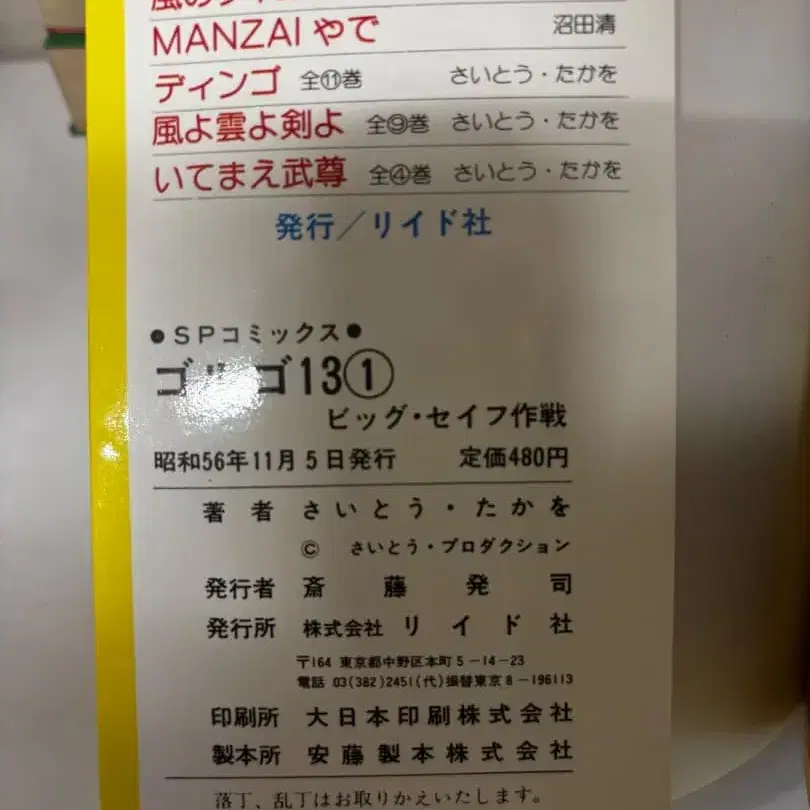 MANZAI やで 沼田清
ディンゴ 全⑪巻 さいとう・たかを
風よ雲よ剣よ 全⑨巻 さいとう・たかを
いてまえ武尊 全④巻 さいとう・たかを
発行／リイド社
●SPコミックス●
ゴルゴ13①
ビッグ・セイフ作戦
昭和56年11月5日発行 定価480円
著者 さいとう・たかを
© さいとう・プロダクション
発行者 斎藤発司
発行所 株式会社 リイド社
〒164 東京都中野区本町5－14－23
電話 03(382)2451(代)振替東京8－196113
印刷所 大日本印刷株式会社
製本所 安藤製本株式会社
落丁、乱丁はお取りかえいたします。